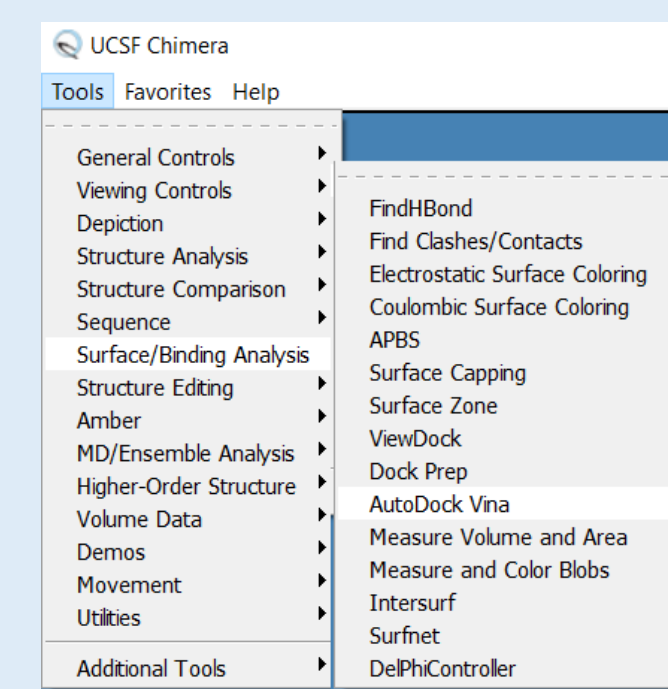 UCSF Chimera
Tools Favorites Help
General Controls
Viewing Controls
Depiction
Structure Analysis
Structure Comparison
Sequence
Surface/Binding Analysis
Structure Editing
Amber
MD/Ensemble Analysis
Higher-Order Structure
Volume Data
Demos
Movement
Utilities
Additional Tools
FindHBond
Find Clashes/Contacts
Electrostatic Surface Coloring
Coulombic Surface Coloring
APBS
Surface Capping
Surface Zone
ViewDock
Dock Prep
AutoDock Vina
Measure Volume and Area
Measure and Color Blobs
Intersurf
Surfnet
DelPhiController